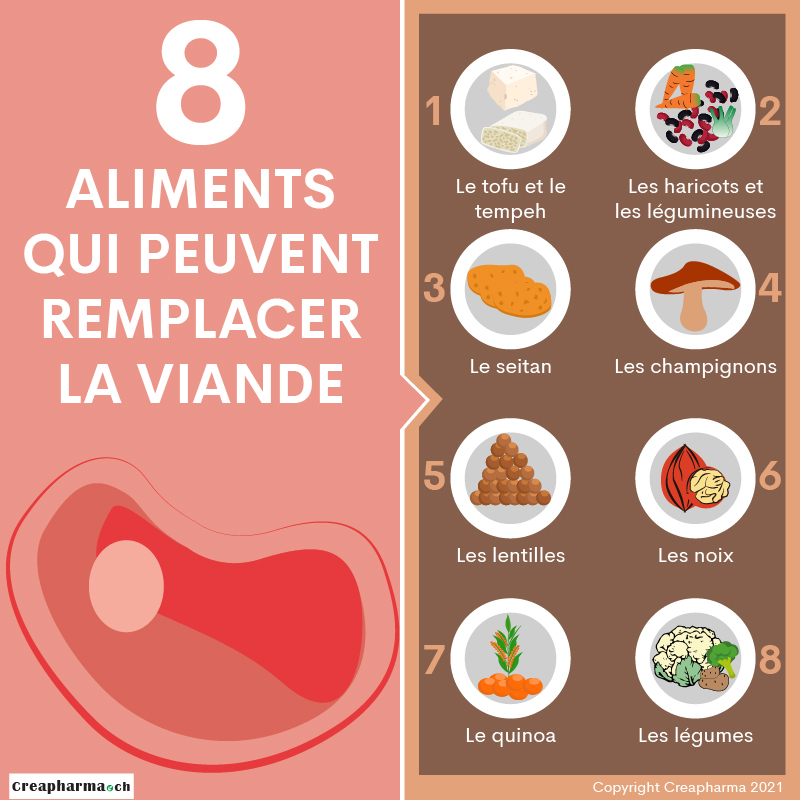 8
ALIMENTS
QUI PEUVENT
REMPLACER
LA VIANDE
1
Le tofu et le
tempeh
2
Les haricots et
les légumineuses
3
Le seitan
4
Les champignons
5
Les lentilles
6
Les noix
7
Le quinoa
8
Les légumes
Creapharma.ch
Copyright Creapharma 2021